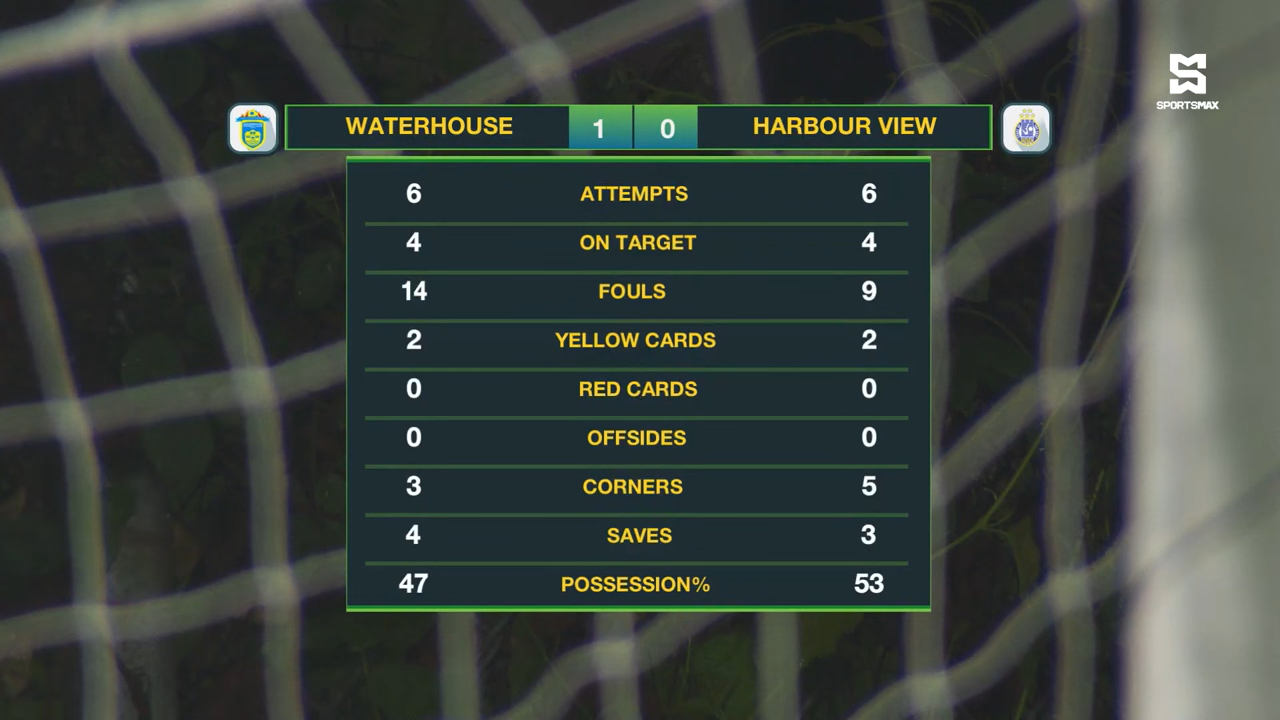 SPORTSMAX
WATERHOUSE 1 0 HARBOUR VIEW
6 ATTEMPTS 6
4 ON TARGET 4
14 FOULS 9
2 YELLOW CARDS 2
0 RED CARDS 0
0 OFFSIDES 0
3 CORNERS 5
4 SAVES 3
47 POSSESSION% 53